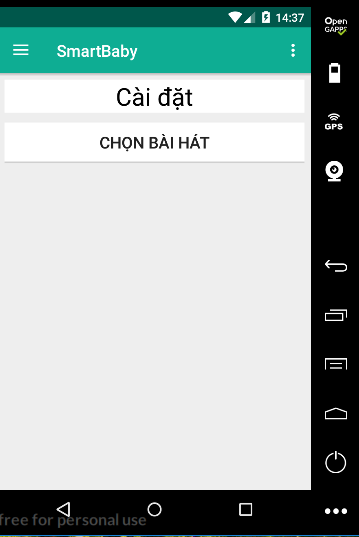 14:37
Open
GAPPS
SmartBaby
Cài đặt
CHỌN BÀI HÁT
GPS
free for personal use